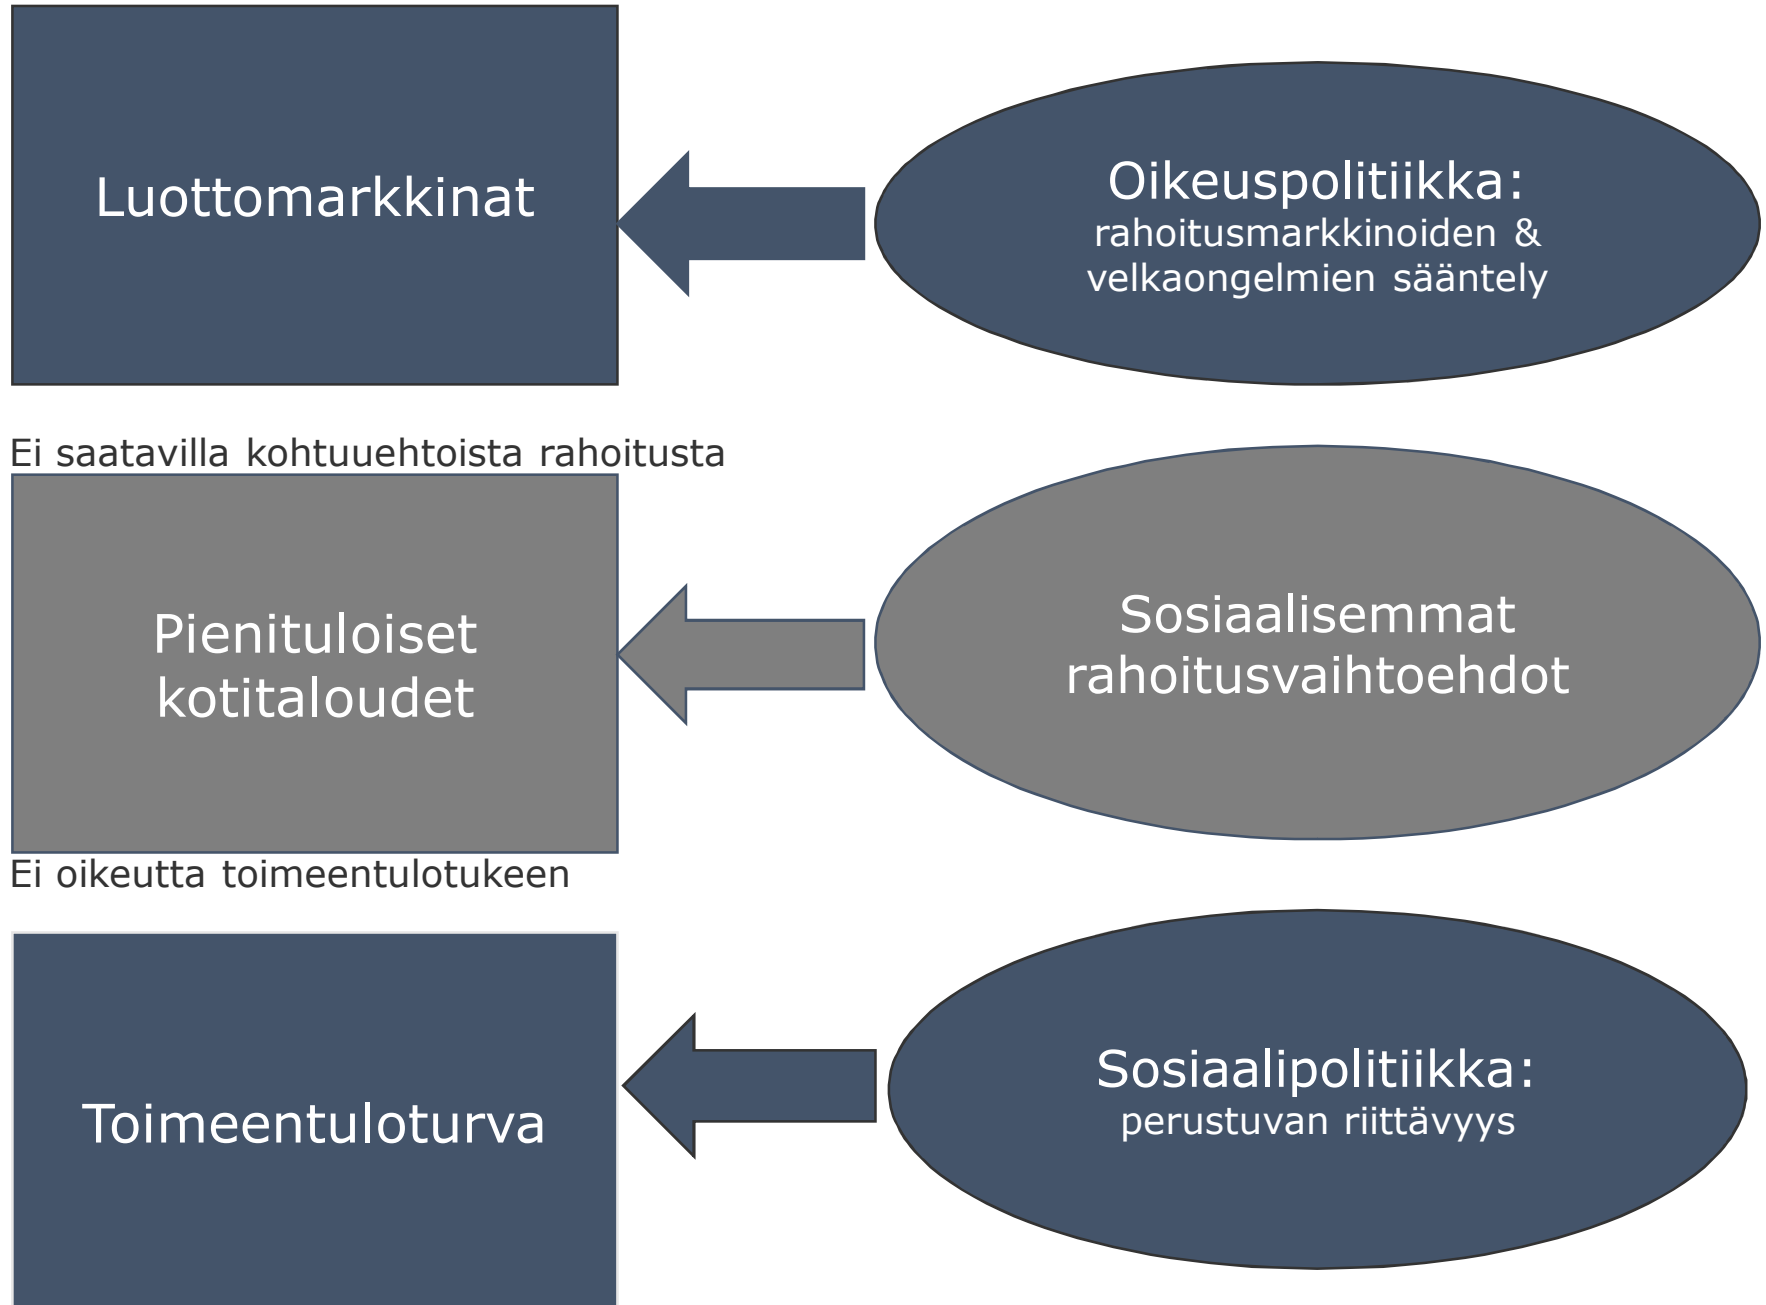 Luottomarkkinat
Oikeuspolitiikka:
rahoitusmarkkinoiden &
velkaongelmien sääntely
Ei saatavilla kohtuuehtoista rahoitusta
Pienituloiset
kotitaloudet
Sosiaalisemmat
rahoitusvaihtoehdot
Ei oikeutta toimeentulotukeen
Toimeentuloturva
Sosiaalipolitiikka:
perustuvan riittävyys